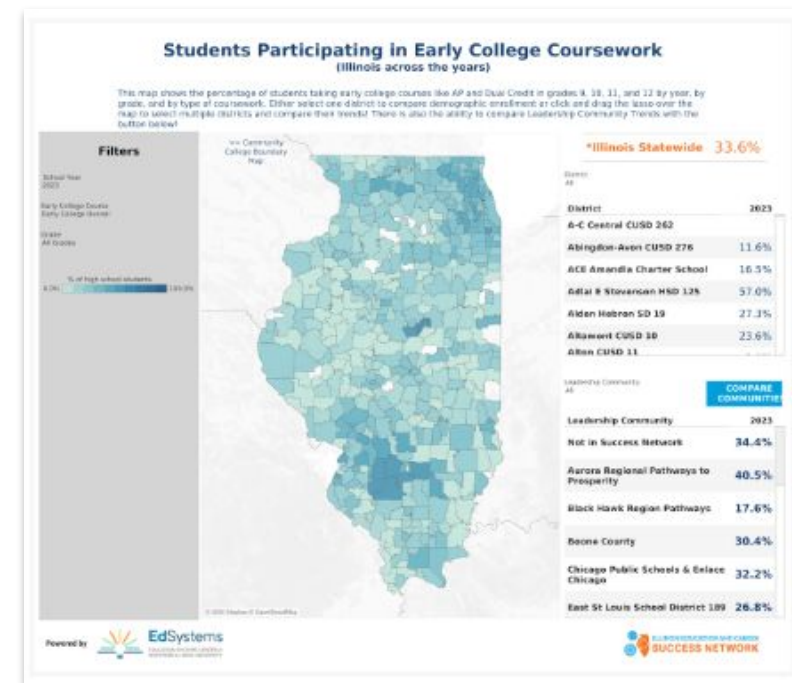 Students Participating in Early College Coursework
(Illinois across the years)
This map shows the percentage of students taking early college courses like AP and Dual Credit in grades 9, 10, 11, and 12 by year, by
grade, and by type of coursework. Either select one district to compare demographic enrollment or click and drag the lasso over the
map to select multiple districts and compare their trends! There is also the ability to compare Leadership Community Trends with the
button below!
Filters
School Year
2023
Early College Course
Early College
Grade
All Grades
% of high school students
100.0%
>> Community
College Boundary
Map
*Illinois Statewide 33.6%
District
All
District 2023
A-C Central CUSD 262
Abingdon-Avon CUSD 276 11.6%
ACE Amandla Charter School 16.5%
Adlai E Stevenson HSD 125 57.0%
Alden Hebron SD 19 27.3%
Altamont CUSD 10 23.6%
Alton CUSD 11
Leadership Community
All
COMPARE
COMMUNITIES
Leadership Community 2023
Not in Success Network 34.4%
Aurora Regional Pathways to
Prosperity 40.5%
Black Hawk Region Pathways 17.6%
Boone County 30.4%
Chicago Public Schools & Enlace
Chicago 32.2%
East St Louis School District 189 26.8%
© OpenStreetMap
Powered by
EdSystems
ILLINOIS EDUCATION AND CAREER
SUCCESS NETWORK